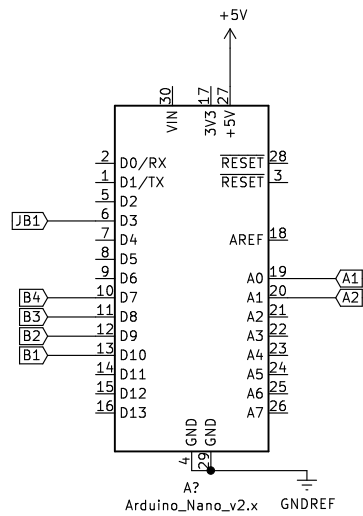 +5V
30 17 27
VIN 3V3 +5V
2 D0/RX RESET 28
1 D1/TX RESET 3
5 D2
JB1 6 D3
7 D4 AREF 18
8 D5
9 D6 A0 19 A1
B4 10 D7 A1 20 A2
B3 11 D8 A2 21
B2 12 D9 A3 22
B1 13 D10 A4 23
14 D11 A5 24
15 D12 A6 25
16 D13 A7 26
GND GND
4 29
A?
Arduino_Nano_v2.x GNDREF